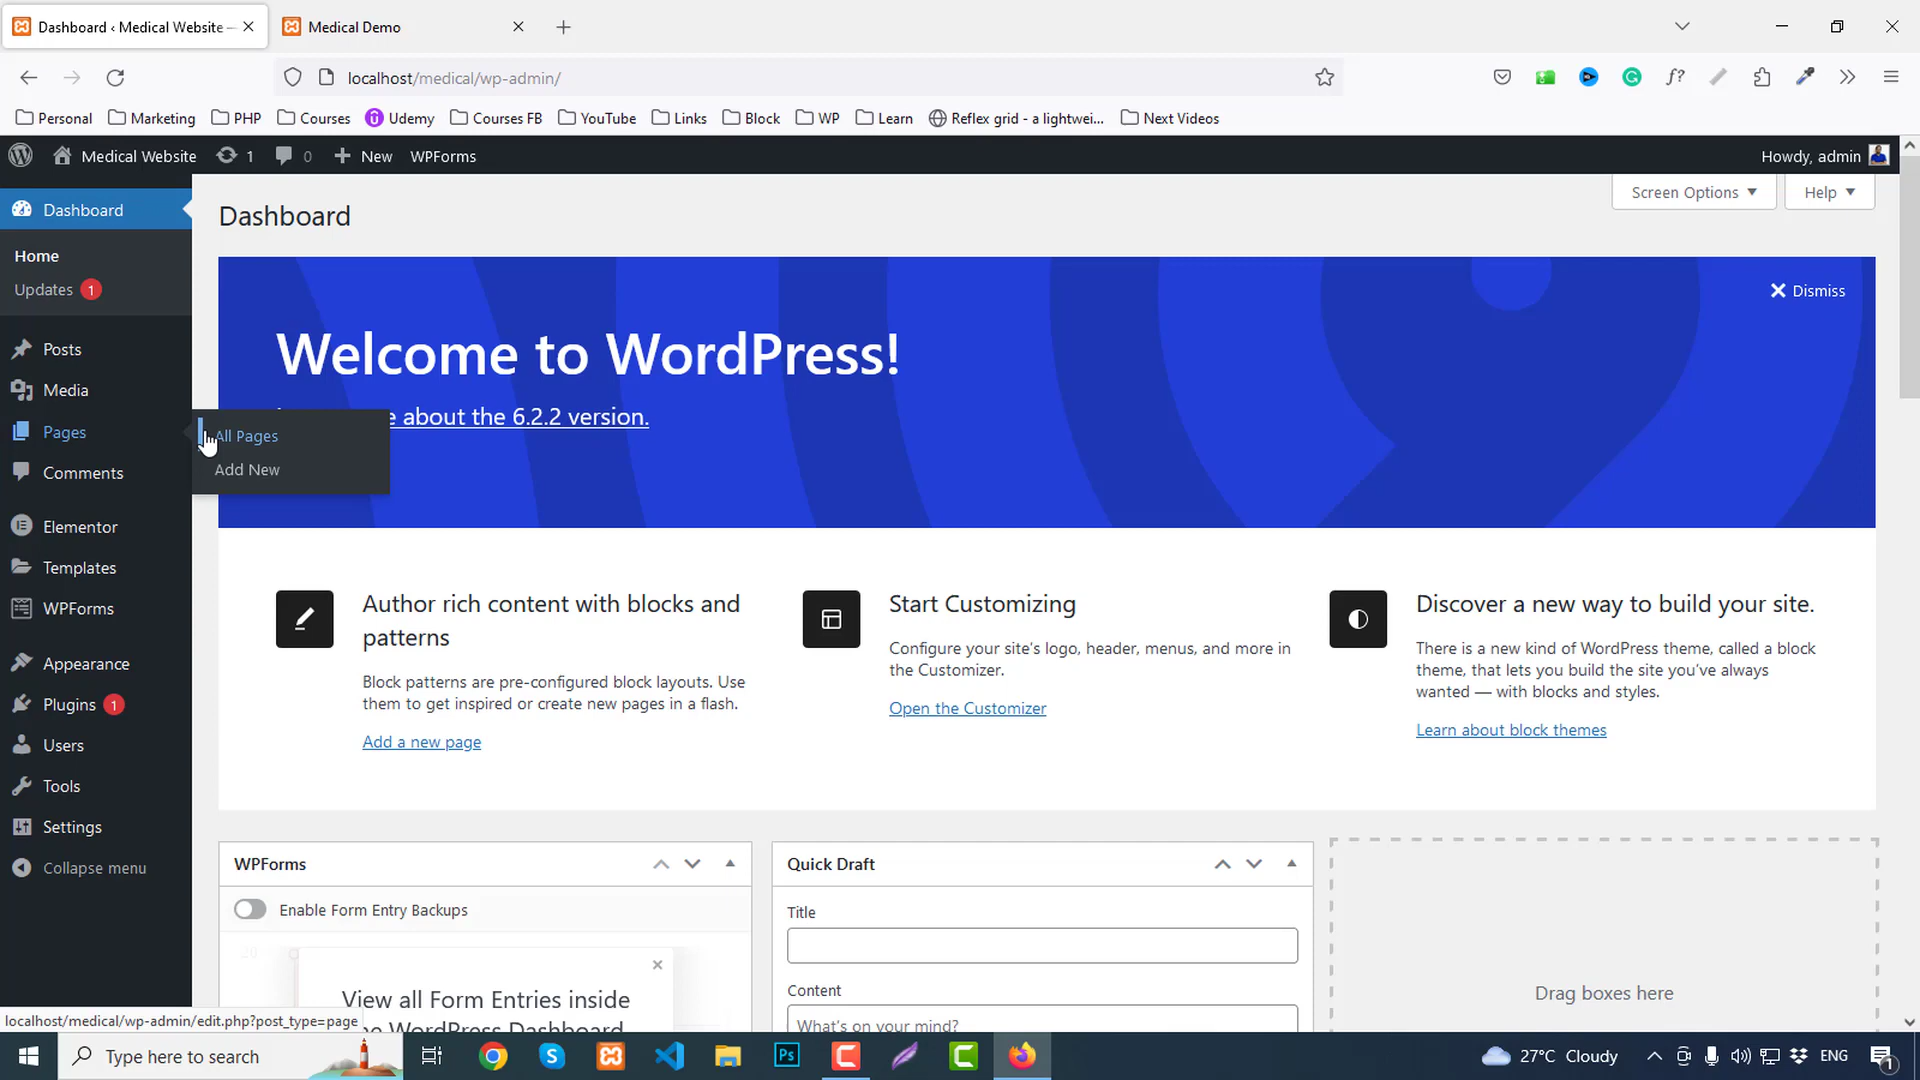 Dashboard ‹ Medical Website —
Medical Demo
localhost/medical/wp-admin/
Personal
Marketing
PHP
Courses
Udemy
Courses FB
YouTube
Links
Block
WP
Learn
Reflex grid - a lightwei...
Next Videos
Medical Website
1
0
New
WPForms
Howdy, admin
Dashboard
Home
Updates 1
Posts
Media
Pages
All Pages
Add New
Comments
Elementor
Templates
WPForms
Appearance
Plugins 1
Users
Tools
Settings
Collapse menu
Dashboard
Screen Options
Help
Dismiss
Welcome to WordPress!
about the 6.2.2 version.
Author rich content with blocks and
patterns
Block patterns are pre-configured block layouts. Use
them to get inspired or create new pages in a flash.
Add a new page
Start Customizing
Configure your site's logo, header, menus, and more in
the Customizer.
Open the Customizer
Discover a new way to build your site.
There is a new kind of WordPress theme, called a block
theme, that lets you build the site you've always
wanted — with blocks and styles.
Learn about block themes
WPForms
Enable Form Entry Backups
View all Form Entries inside
WordPress Dashboard
Quick Draft
Title
Content
What's on your mind?
Drag boxes here
localhost/medical/wp-admin/edit.php?post_type=page
Type here to search
27°C Cloudy
ENG
1